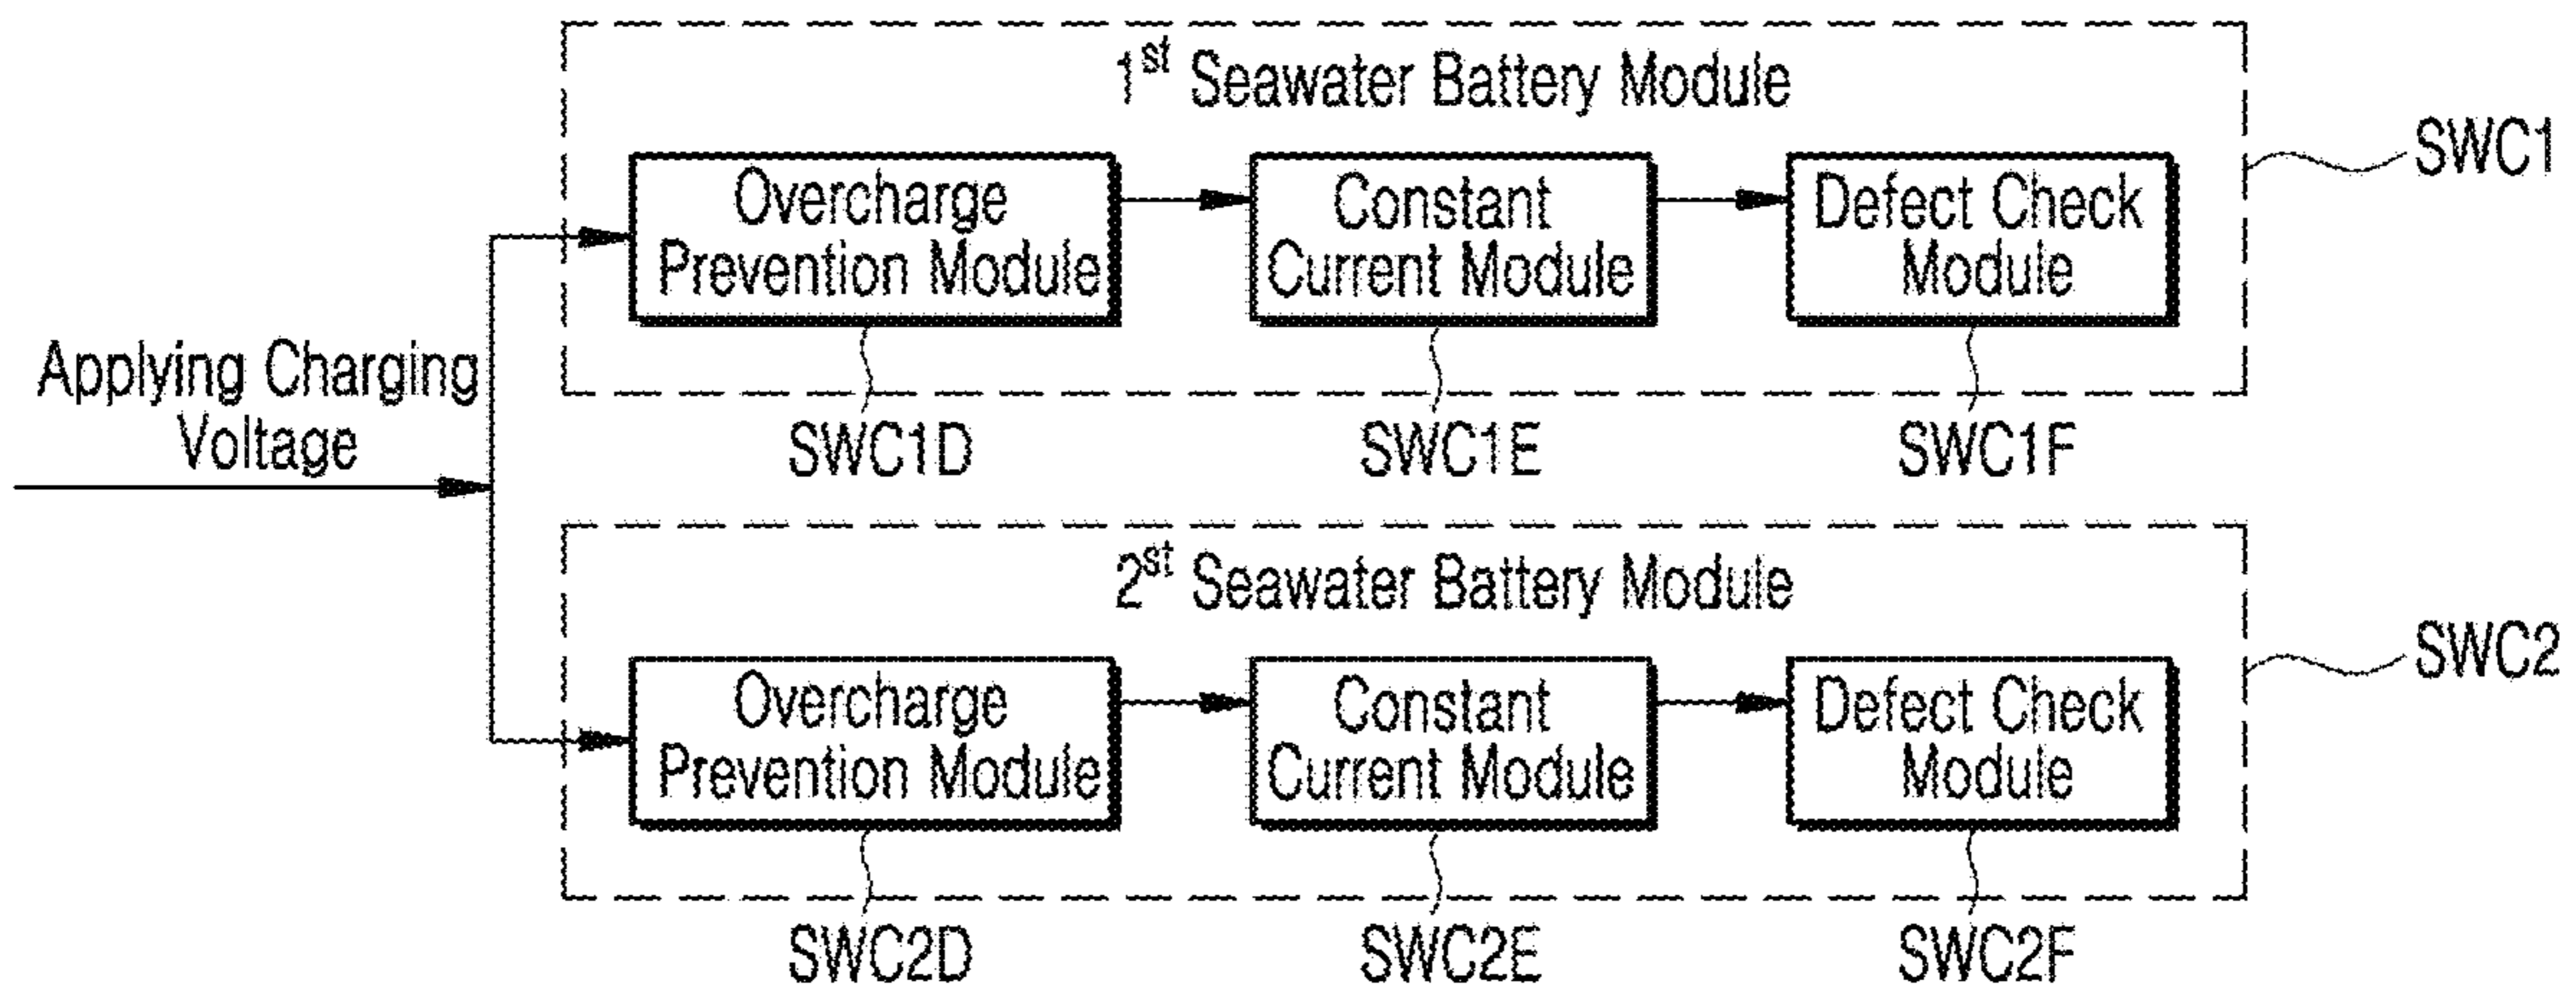 1st Seawater Battery Module
SWC1
Overcharge
Prevention Module
Constant
Current Module
Defect Check
Module
SWC1D
SWC1E
SWC1F
Applying Charging
Voltage
2st Seawater Battery Module
SWC2
Overcharge
Prevention Module
Constant
Current Module
Defect Check
Module
SWC2D
SWC2E
SWC2F